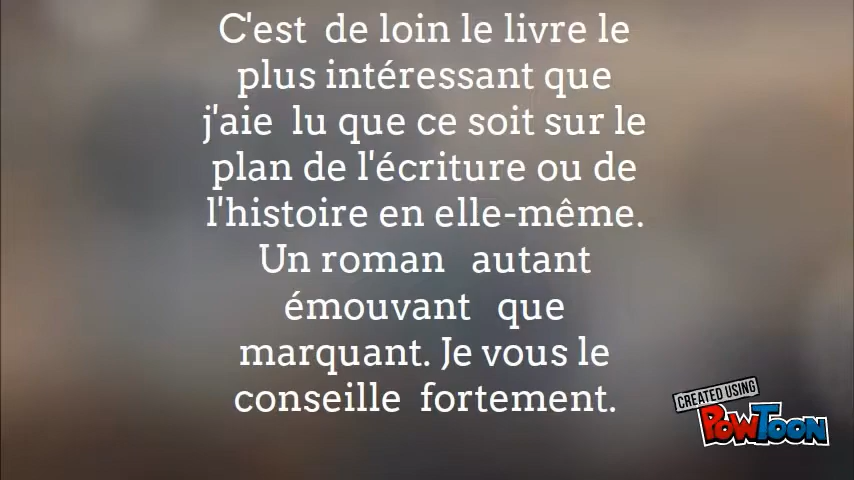 C'est  de loin le livre le
plus intéressant que
j'aie  lu que ce soit sur le
plan de l'écriture ou de
l'histoire en elle-même.
Un roman   autant
émouvant   que
marquant. Je vous le
conseille  fortement.
CREATED USING
POWTOON